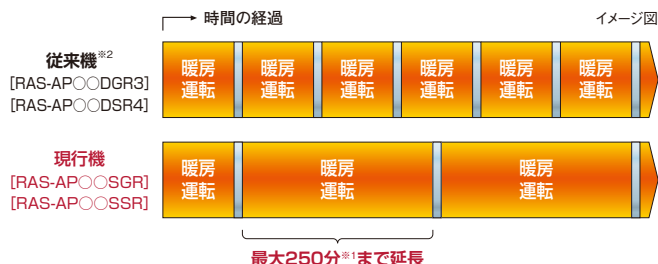 時間の経過
イメージ図
従来機※2
[RAS-AP○○DGR3]
[RAS-AP○○DSR4]
暖房
運転
暖房
運転
暖房
運転
暖房
運転
暖房
運転
暖房
運転
現行機
[RAS-AP○○SGR]
[RAS-AP○○SSR]
暖房
運転
暖房
運転
暖房
運転
最大250分※1まで延長